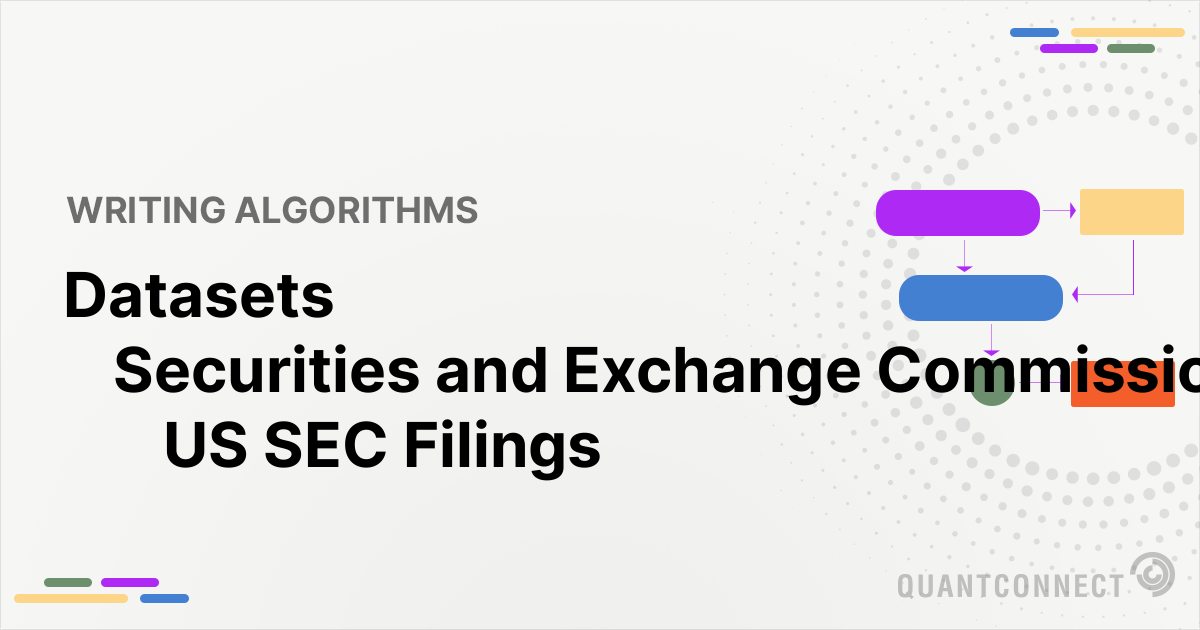 WRITING ALGORITHMS
Datasets
Securities and Exchange Commissio
US SEC Filings
QUANTCONNECT